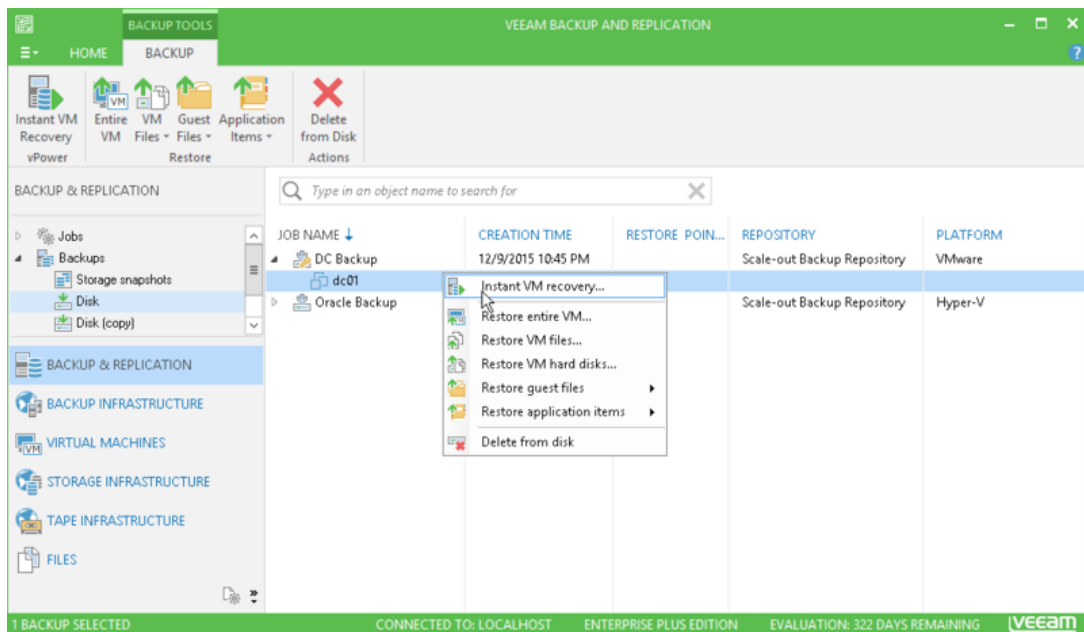 BACKUP TOOLS
VEEAM BACKUP AND REPLICATION
HOME
BACKUP
Instant VM Recovery
Entire VM
VM Files
Guest Files
Application Items
Delete from Disk
vPower
Restore
Actions
BACKUP & REPLICATION
Type in an object name to search for
Jobs
Backups
Storage snapshots
Disk
Disk (copy)
JOB NAME
CREATION TIME
RESTORE POIN...
REPOSITORY
PLATFORM
DC Backup
12/9/2015 10:45 PM
Scale-out Backup Repository
VMware
dc01
Oracle Backup
Scale-out Backup Repository
Hyper-V
Instant VM recovery...
Restore entire VM...
Restore VM files...
Restore VM hard disks...
Restore guest files
Restore application items
Delete from disk
BACKUP & REPLICATION
BACKUP INFRASTRUCTURE
VIRTUAL MACHINES
STORAGE INFRASTRUCTURE
TAPE INFRASTRUCTURE
FILES
1 BACKUP SELECTED
CONNECTED TO: LOCALHOST
ENTERPRISE PLUS EDITION
EVALUATION: 322 DAYS REMAINING
veeam